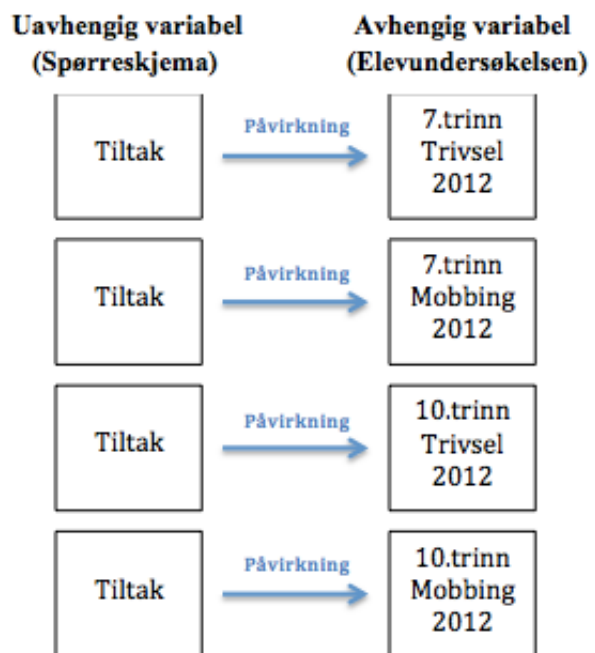 Uavhengig variabel
(Spørreskjema)
Avhengig variabel
(Elevundersøkelsen)
Tiltak
Påvirkning
7.trinn
Trivsel
2012
Tiltak
Påvirkning
7.trinn
Mobbing
2012
Tiltak
Påvirkning
10.trinn
Trivsel
2012
Tiltak
Påvirkning
10.trinn
Mobbing
2012